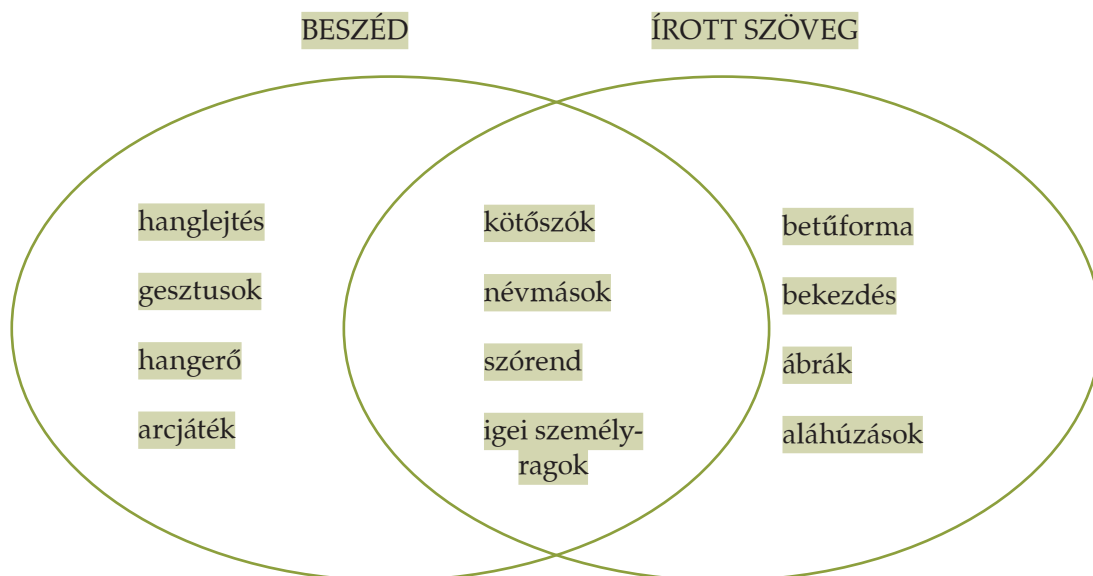 BESZÉD
ÍROTT SZÖVEG
hanglejtés
gesztusok
hangerő
arcjáték
kötőszók
névmások
szórend
igei személy-
ragok
betűforma
bekezdés
ábrák
aláhúzások